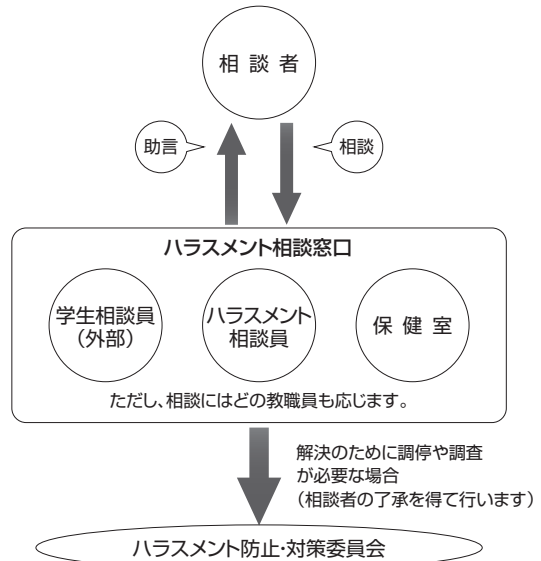 相 談 者
助言
相談
ハラスメント相談窓口
学生相談員
（外部）
ハラスメント
相談員
保 健 室
ただし、相談にはどの教職員も応じます。
解決のために調停や調査
が必要な場合
（相談者の了承を得て行います）
ハラスメント防止・対策委員会